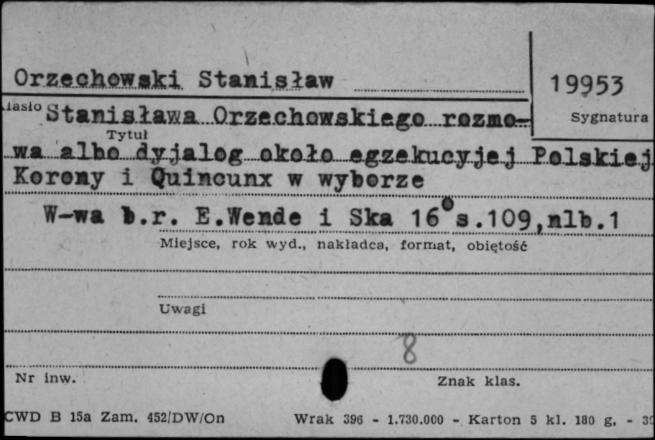 Orzechowski Stanisław
19953
Hasło Stanisława Orzechowskiego rozmo-
Sygnatura
Tytuł
wa albo dyjalog około egzekucyjej Polskiej
Korony i Quincunx w wyborze
W-wa b.r. E.Wende i Ska 16° s.109,nlb.1
Miejsce, rok wyd., nakładca, format, objętość
Uwagi
8
Nr inw.
Znak klas.
CWD B 15a Zam. 452/DW/On Wrak 396 - 1.730.000 - Karton 5 kl. 180 g, -